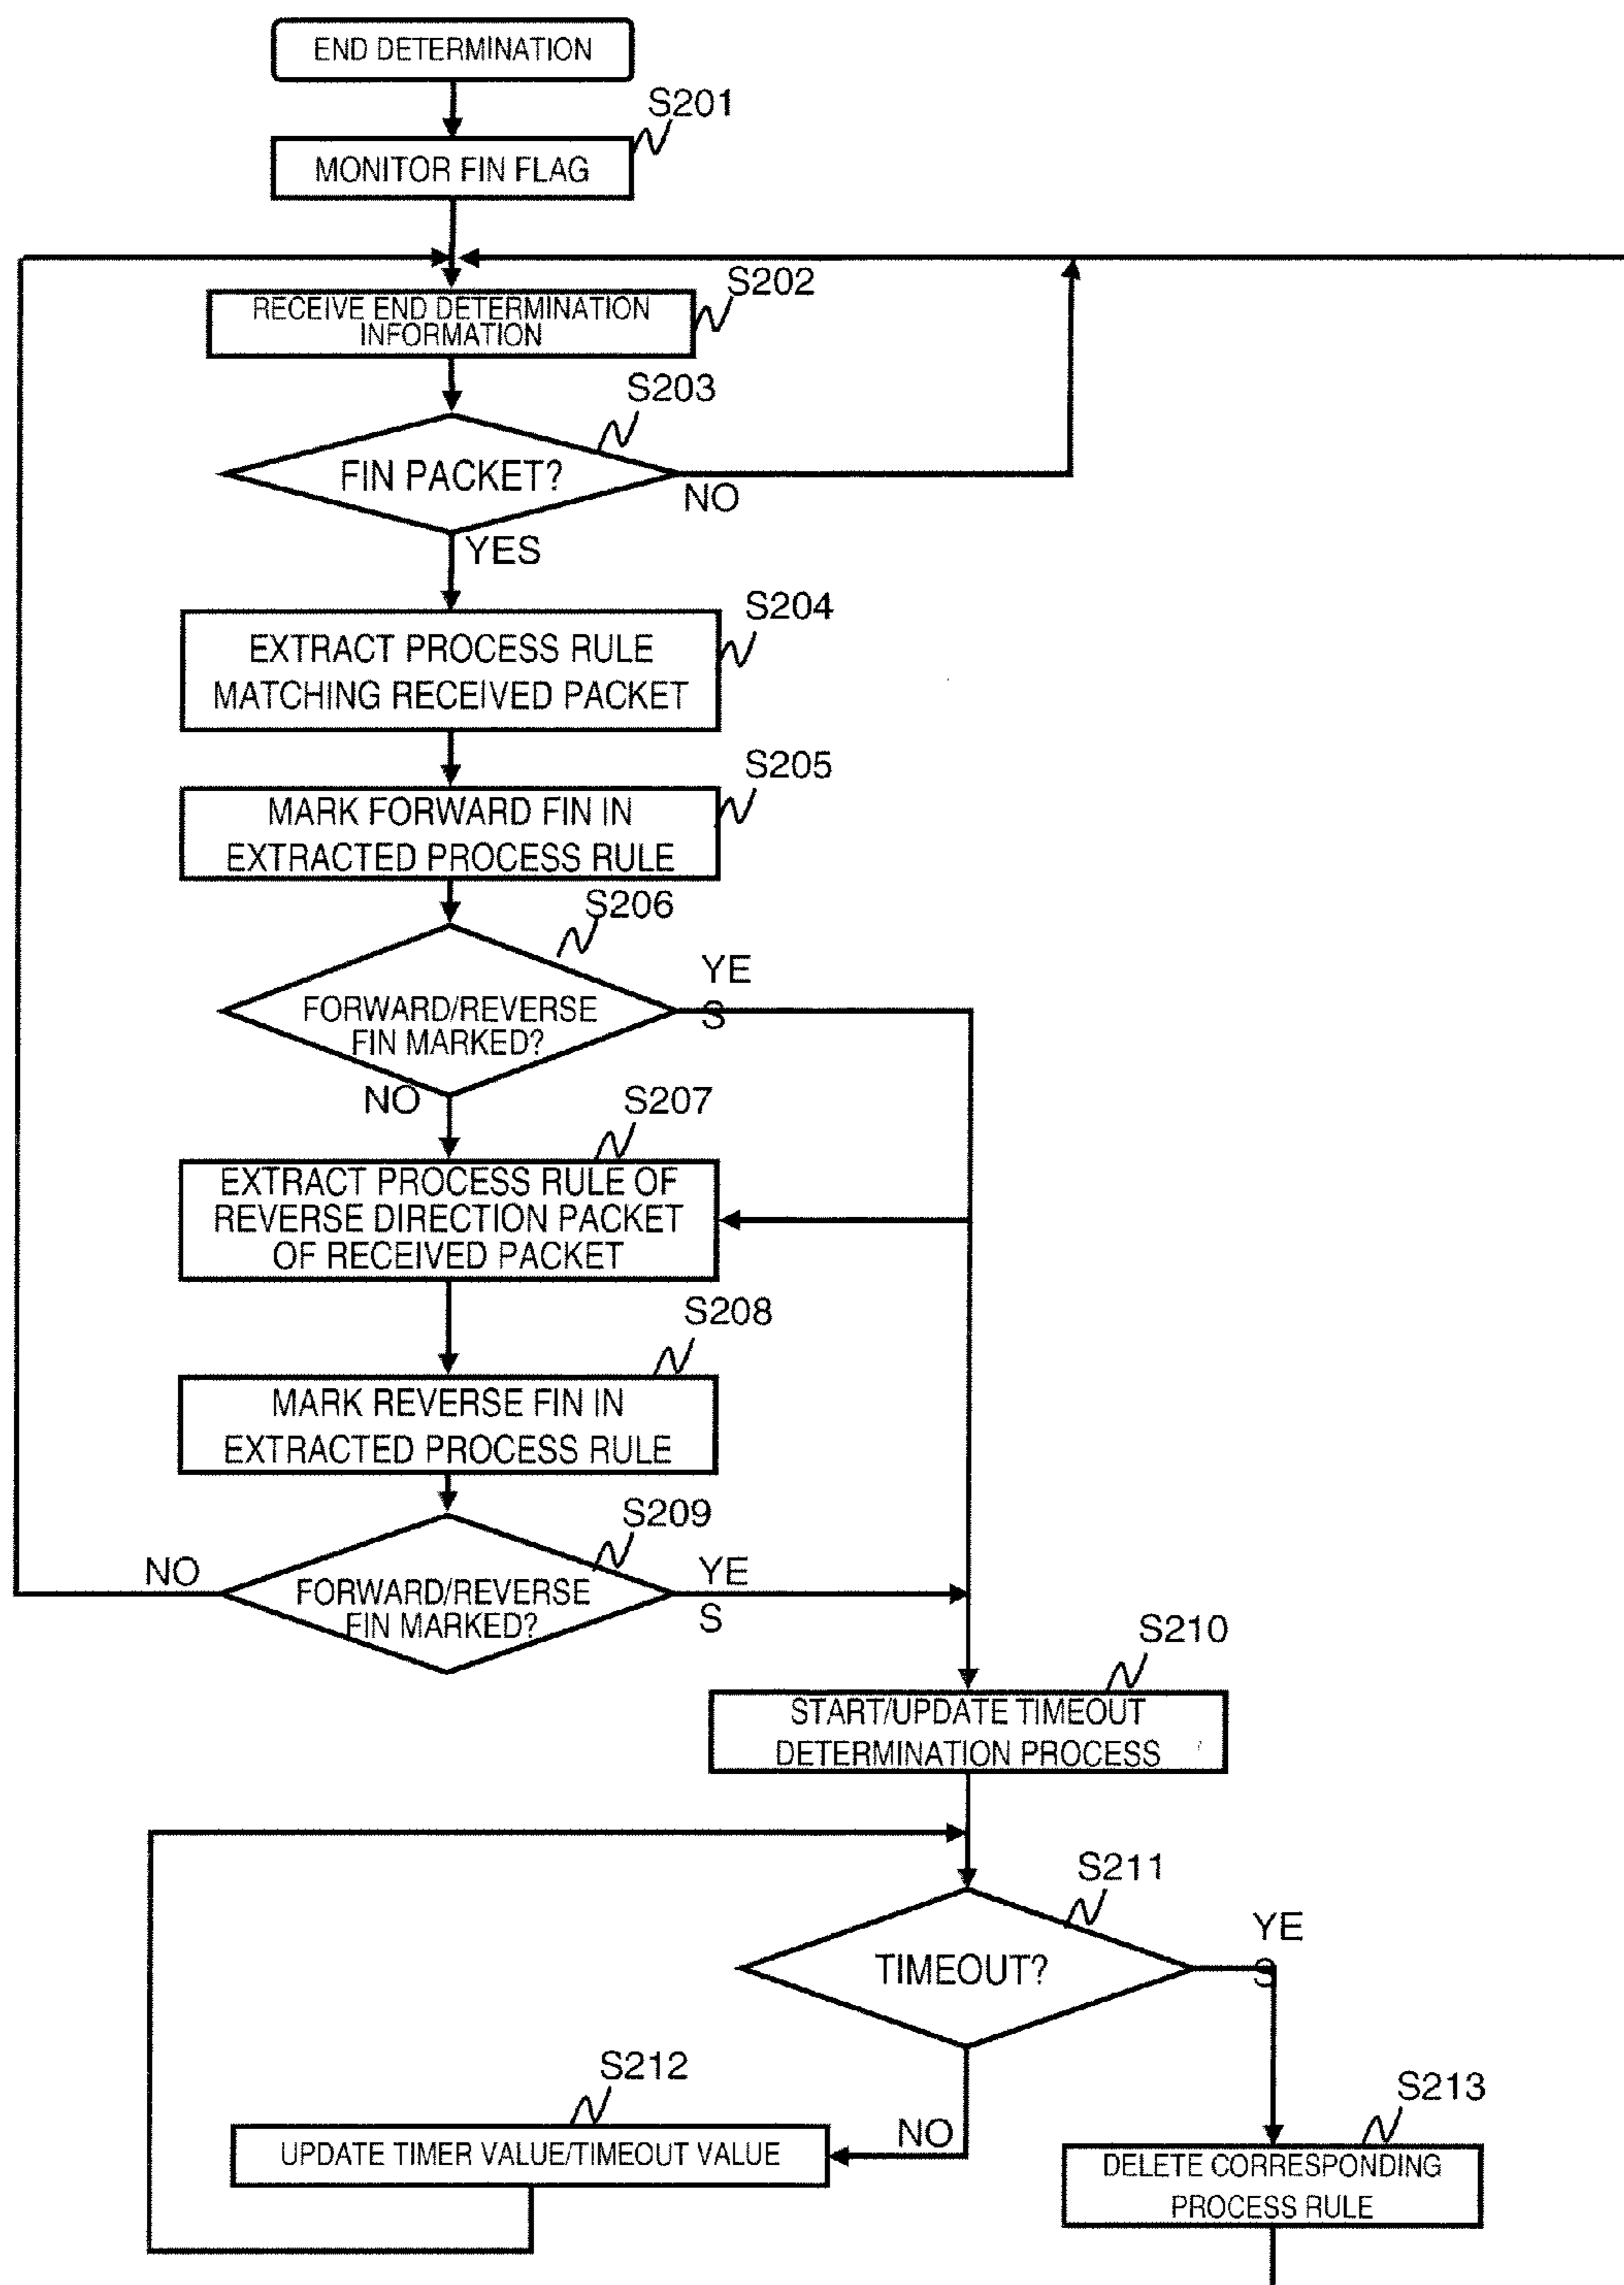 END DETERMINATION
S201
MONITOR FIN FLAG
S202
RECEIVE END DETERMINATION
INFORMATION
S203
FIN PACKET?
NO
YES
S204
EXTRACT PROCESS RULE
MATCHING RECEIVED PACKET
S205
MARK FORWARD FIN IN
EXTRACTED PROCESS RULE
S206
YE
S
FORWARD/REVERSE
FIN MARKED?
NO
S207
EXTRACT PROCESS RULE OF
REVERSE DIRECTION PACKET
OF RECEIVED PACKET
S208
MARK REVERSE FIN IN
EXTRACTED PROCESS RULE
S209
NO
YE
S
FORWARD/REVERSE
FIN MARKED?
S210
START/UPDATE TIMEOUT
DETERMINATION PROCESS
S211
YE
S
TIMEOUT?
S212
NO
UPDATE TIMER VALUE/TIMEOUT VALUE
S213
DELETE CORRESPONDING
PROCESS RULE